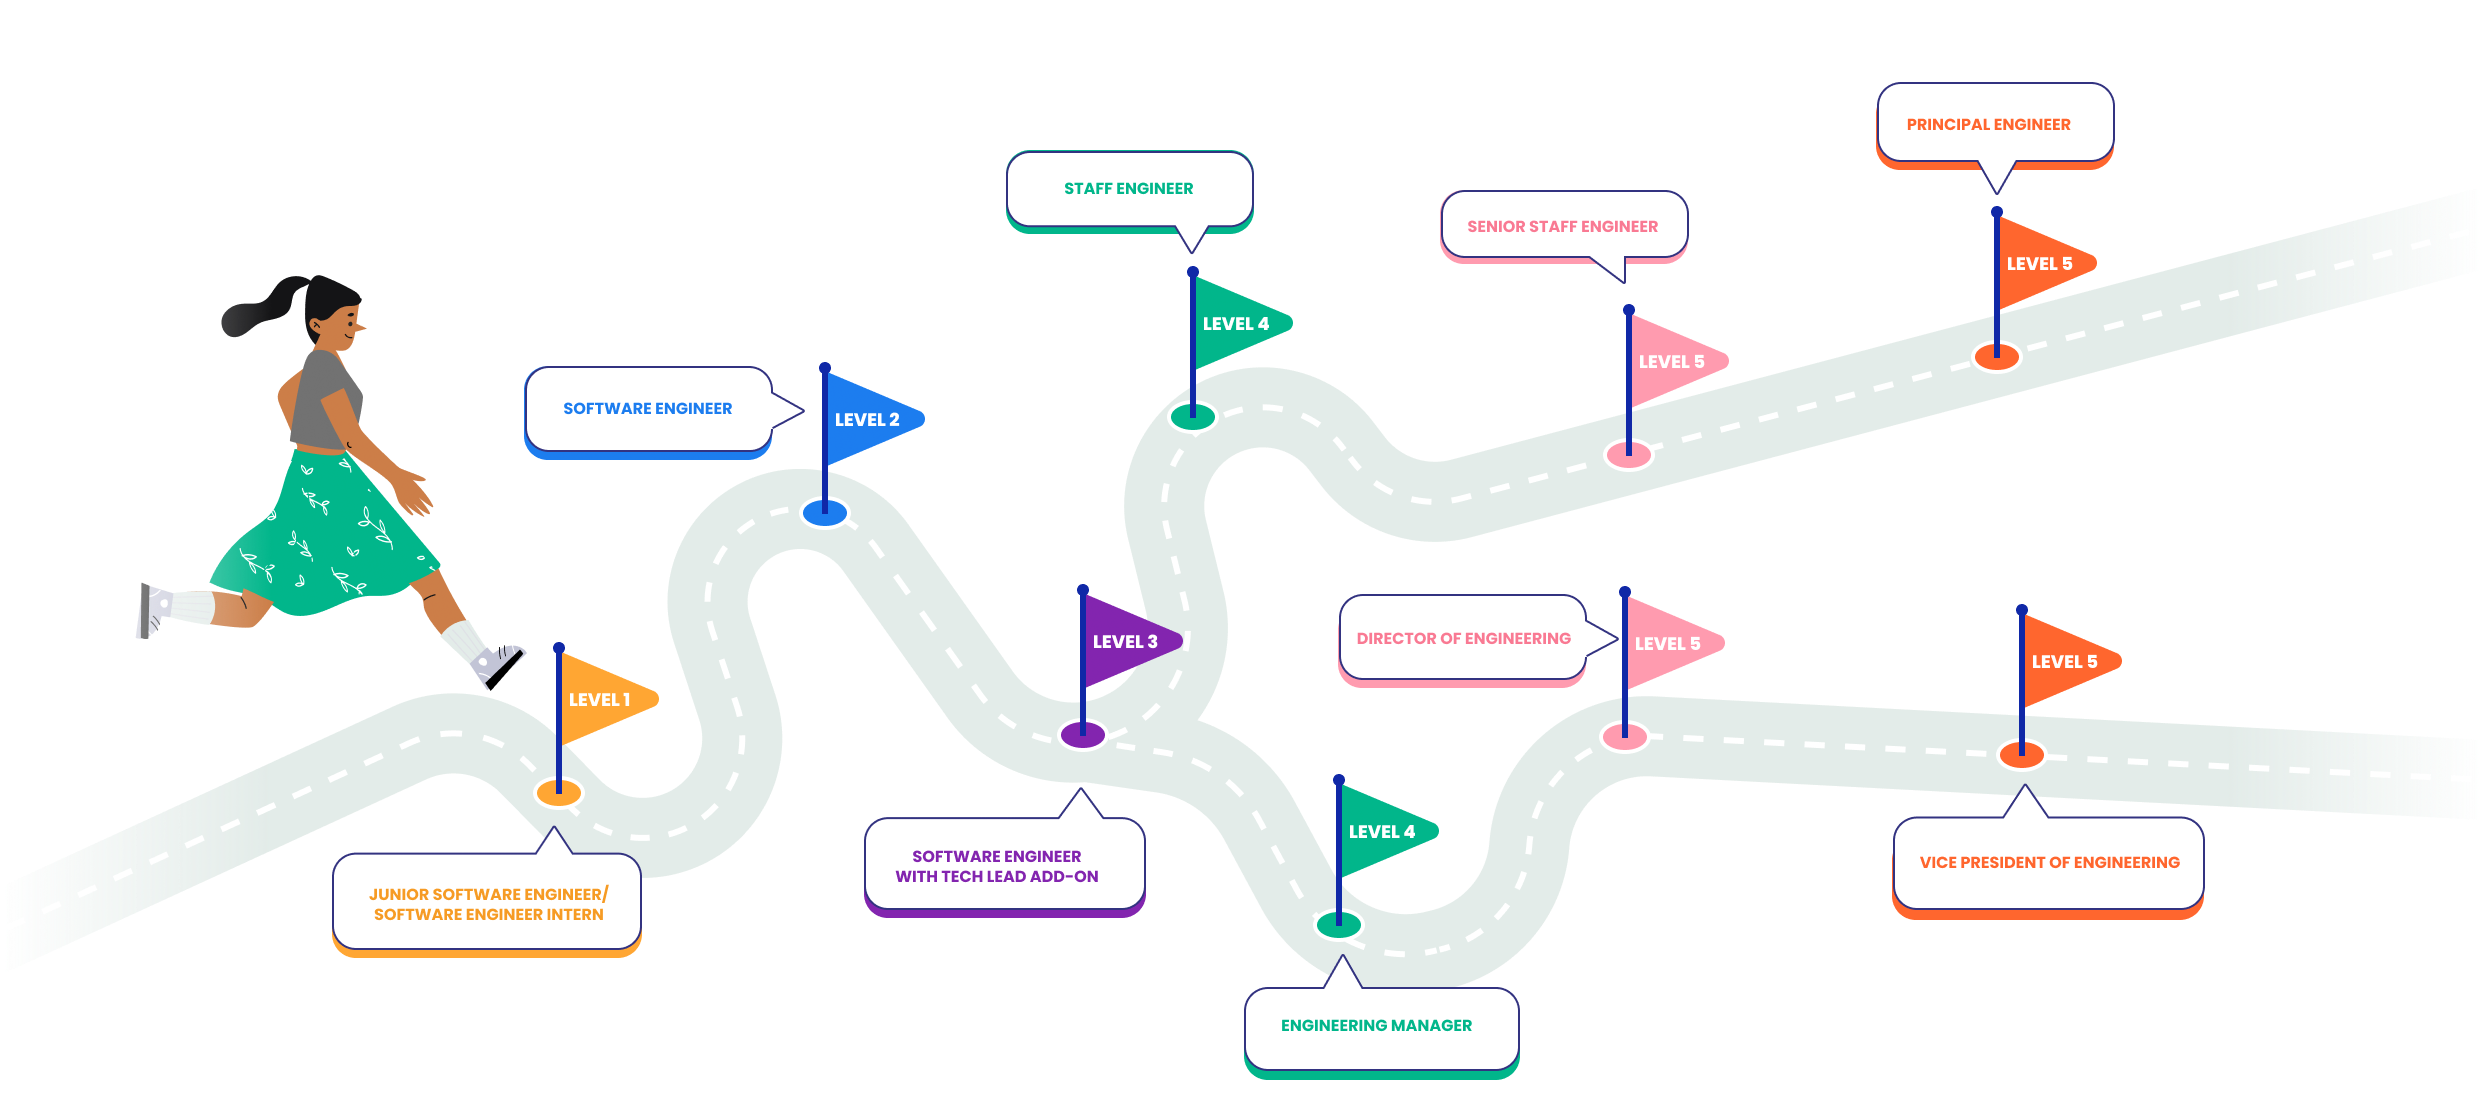 PRINCIPAL ENGINEER
STAFF ENGINEER
SENIOR STAFF ENGINEER
LEVEL 5
LEVEL 4
LEVEL 5
SOFTWARE ENGINEER
LEVEL 2
LEVEL 3
DIRECTOR OF ENGINEERING
LEVEL 5
LEVEL 5
LEVEL 1
LEVEL 4
SOFTWARE ENGINEER
WITH TECH LEAD ADD-ON
VICE PRESIDENT OF ENGINEERING
JUNIOR SOFTWARE ENGINEER/
SOFTWARE ENGINEER INTERN
ENGINEERING MANAGER